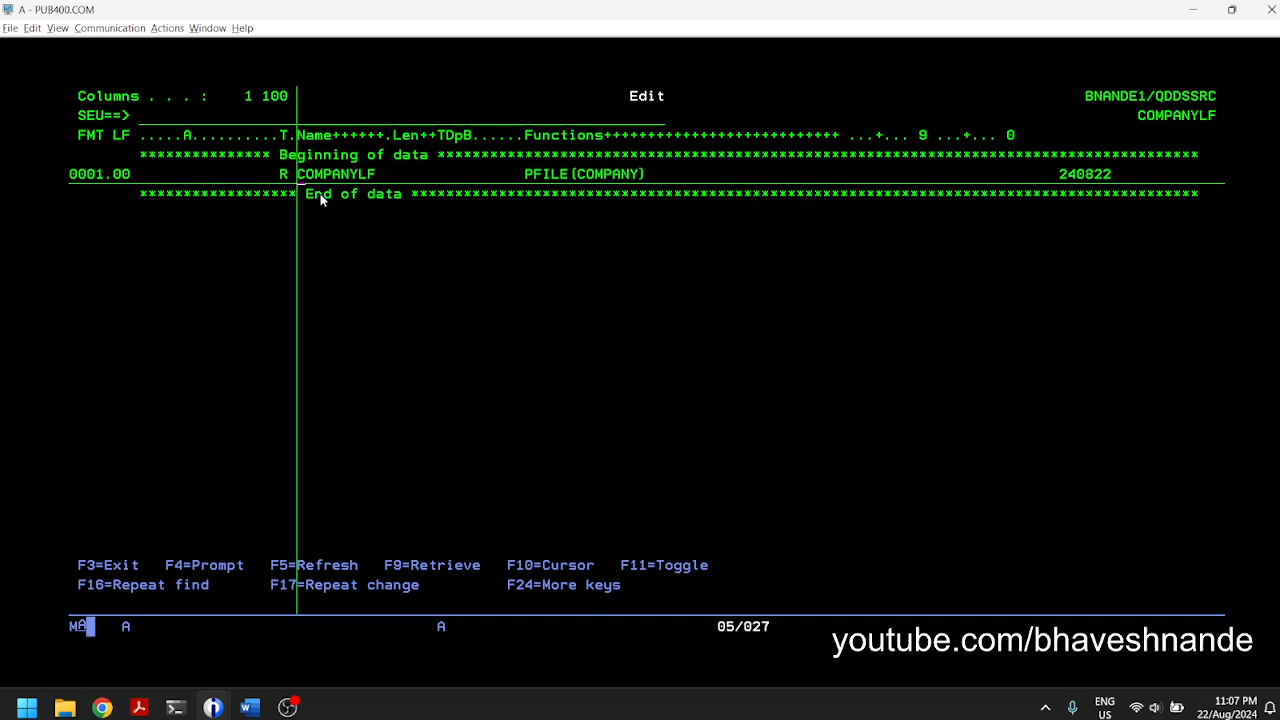 A - PUB400.COM
File Edit View Communication Actions Window Help
Columns . . . : 1 100 Edit BNANDE1/QDDSSRC
SEU==> COMPANYLF
FMT LF .....A..........T.Name++++++.Len++TDpB......Functions+++++++++++++++++++++++++++ ...+... 9 ...+... 0
*************** Beginning of data ***************************************************************************************
0001.00 R COMPANYLF PFILE(COMPANY) 240822
****************** End of data ******************************************************************************************
F3=Exit F4=Prompt F5=Refresh F9=Retrieve F10=Cursor F11=Toggle
F16=Repeat find F17=Repeat change F24=More keys
MA A A 05/027
youtube.com/bhaveshnande
ENG 11:07 PM
US 22/Aug/2024